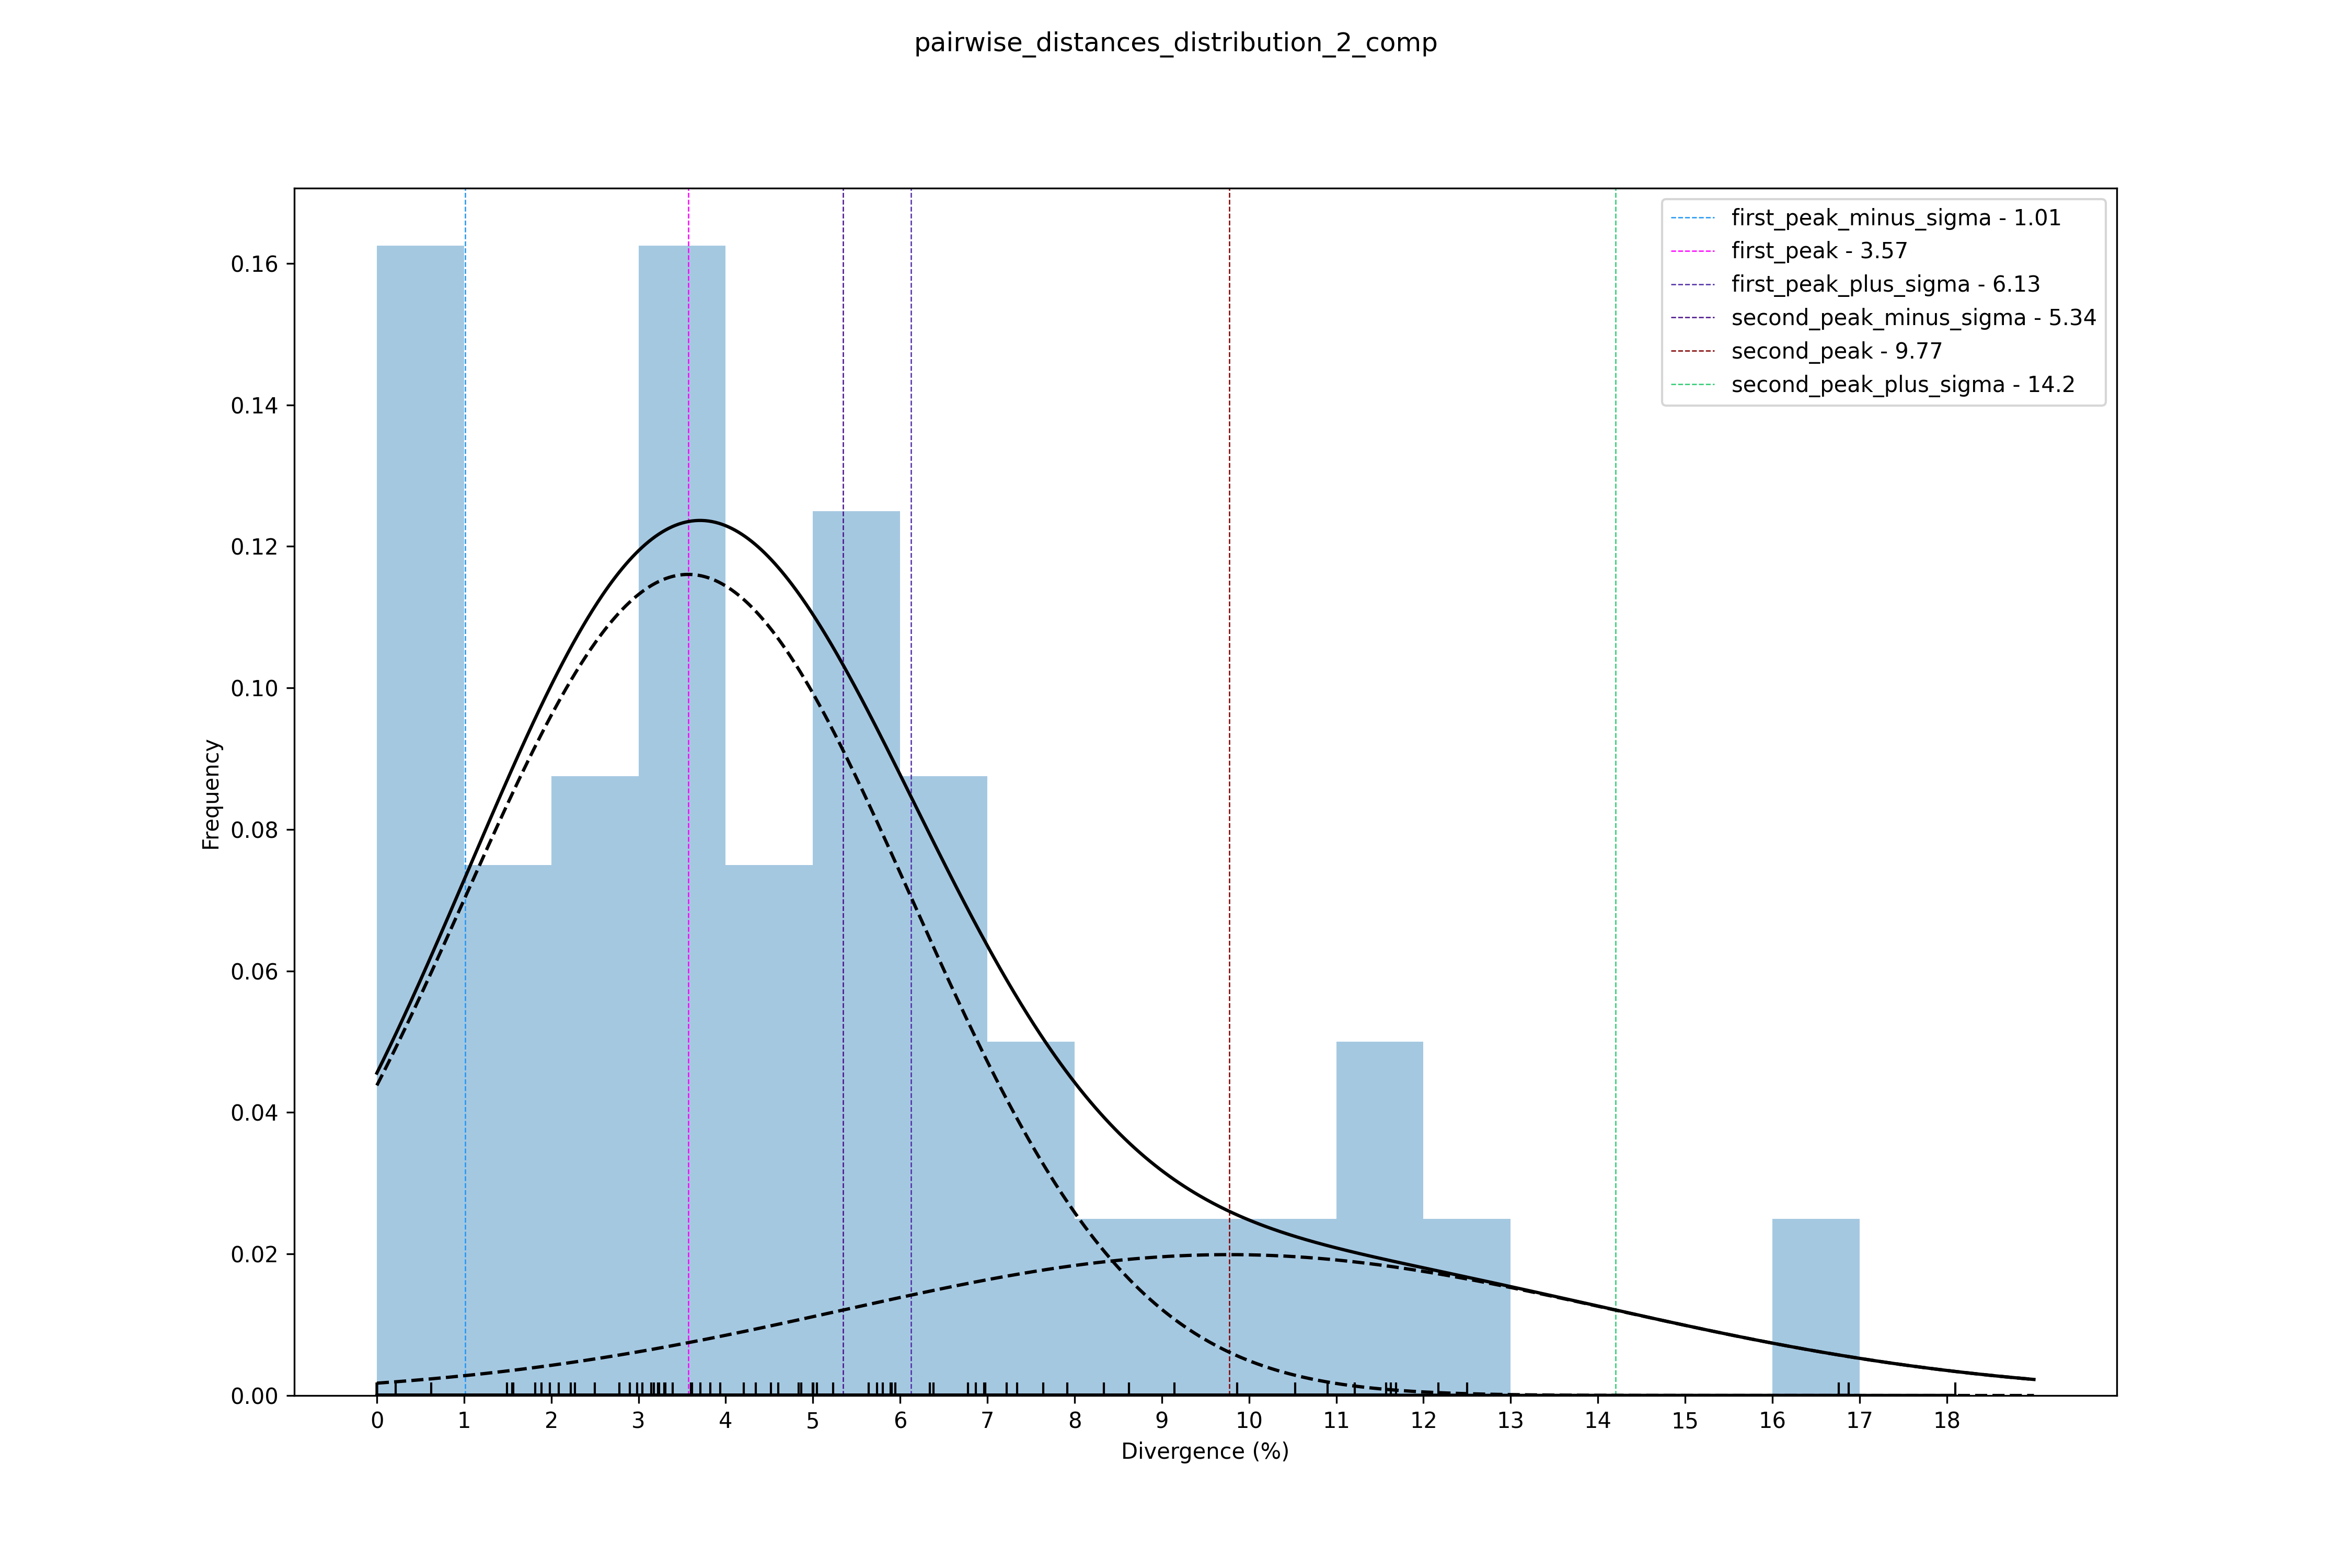 pairwise_distances_distribution_2_comp
first_peak_minus_sigma - 1.01
first_peak - 3.57
first_peak_plus_sigma - 6.13
second_peak_minus_sigma - 5.34
second_peak - 9.77
second_peak_plus_sigma - 14.2
0.16
0.14
0.12
0.10
0.08
0.06
0.04
0.02
0.00
Frequency
0 1 2 3 4 5 6 7 8 9 10 11 12 13 14 15 16 17 18
Divergence (%)